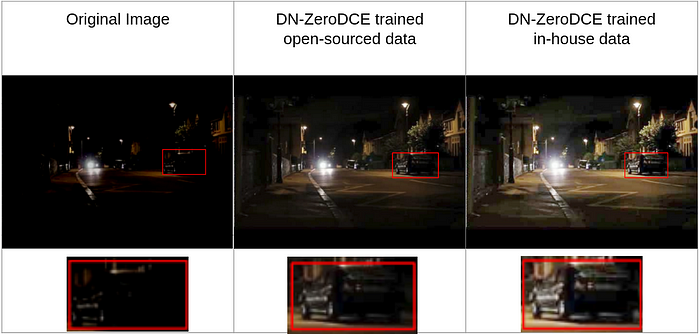 Original Image
DN-ZeroDCE trained
open-sourced data
DN-ZeroDCE trained
in-house data